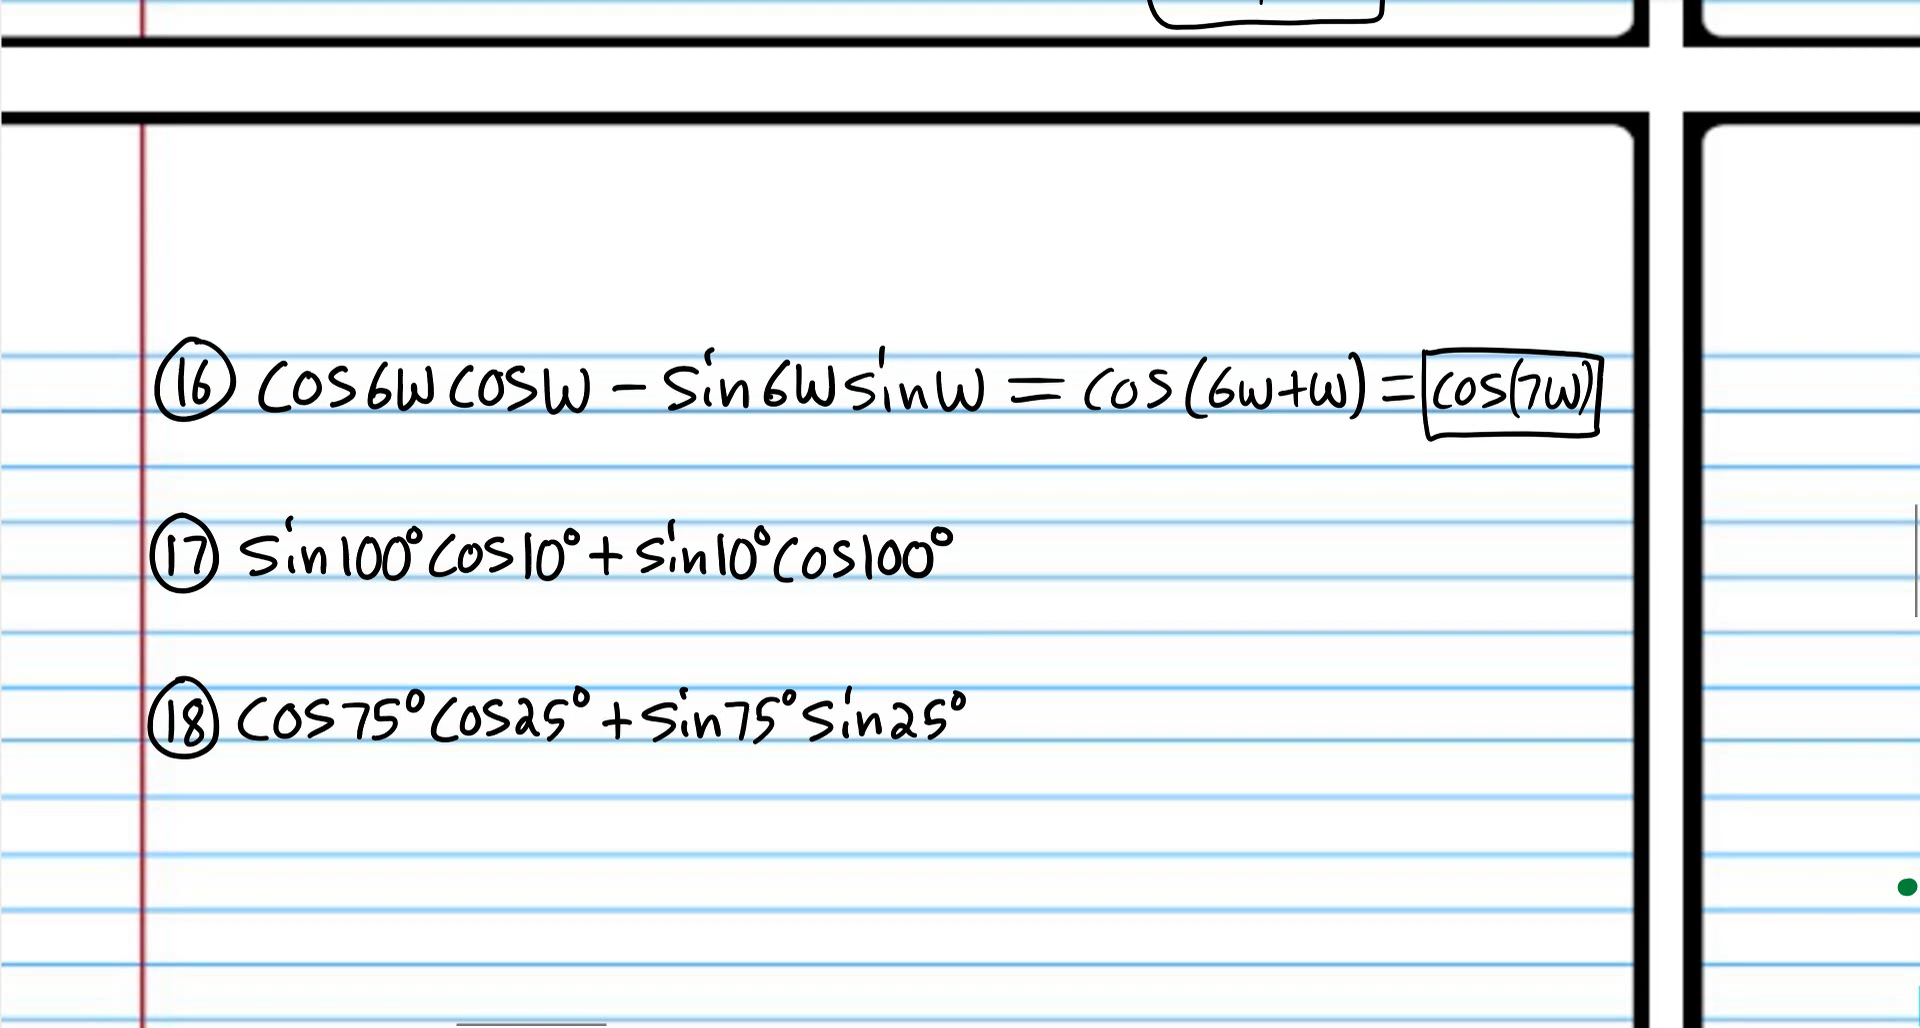 16 cos6w cosw - sin6w sinw = cos(6w+w) = cos(7w)
17 sin100° cos10° + sin10° cos100°
18 cos75° cos25° + sin75° sin25°